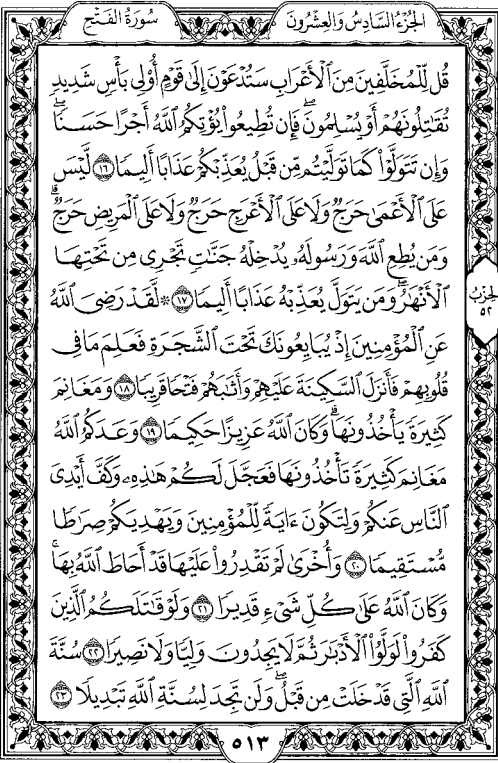 سُورَةُ الفَتْحِ
الجُزْءُ السَّادِسُ وَالعِشْرُونَ
قُل لِّلْمُخَلَّفِينَ مِنَ ٱلْأَعْرَابِ سَتُدْعَوْنَ إِلَىٰ قَوْمٍ أُو۟لِى بَأْسٍ شَدِيدٍ
تُقَـٰتِلُونَهُمْ أَوْ يُسْلِمُونَ ۖ فَإِن تُطِيعُوا۟ يُؤْتِكُمُ ٱللَّهُ أَجْرًا حَسَنًا ۖ
وَإِن تَتَوَلَّوْا۟ كَمَا تَوَلَّيْتُم مِّن قَبْلُ يُعَذِّبْكُمْ عَذَابًا أَلِيمًا ١٦ لَّيْسَ
عَلَى ٱلْأَعْمَىٰ حَرَجٌ وَلَا عَلَى ٱلْأَعْرَجِ حَرَجٌ وَلَا عَلَى ٱلْمَرِيضِ حَرَجٌ ۗ
وَمَن يُطِعِ ٱللَّهَ وَرَسُولَهُۥ يُدْخِلْهُ جَنَّـٰتٍ تَجْرِى مِن تَحْتِهَا
ٱلْأَنْهَـٰرُ ۖ وَمَن يَتَوَلَّ يُعَذِّبْهُ عَذَابًا أَلِيمًا ١٧ * لَّقَدْ رَضِىَ ٱللَّهُ
عَنِ ٱلْمُؤْمِنِينَ إِذْ يُبَايِعُونَكَ تَحْتَ ٱلشَّجَرَةِ فَعَلِمَ مَا فِى
قُلُوبِهِمْ فَأَنزَلَ ٱلسَّكِينَةَ عَلَيْهِمْ وَأَثَـٰبَهُمْ فَتْحًا قَرِيبًا ١٨ وَمَغَانِمَ
كَثِيرَةً يَأْخُذُونَهَا ۗ وَكَانَ ٱللَّهُ عَزِيزًا حَكِيمًا ١٩ وَعَدَكُمُ ٱللَّهُ
مَغَانِمَ كَثِيرَةً تَأْخُذُونَهَا فَعَجَّلَ لَكُمْ هَـٰذِهِۦ وَكَفَّ أَيْدِىَ
ٱلنَّاسِ عَنكُمْ وَلِتَكُونَ ءَايَةً لِّلْمُؤْمِنِينَ وَيَهْدِيَكُمْ صِرَٰطًا
مُّسْتَقِيمًا ٢٠ وَأُخْرَىٰ لَمْ تَقْدِرُوا۟ عَلَيْهَا قَدْ أَحَاطَ ٱللَّهُ بِهَا ۚ
وَكَانَ ٱللَّهُ عَلَىٰ كُلِّ شَىْءٍ قَدِيرًا ٢١ وَلَوْ قَـٰتَلَكُمُ ٱلَّذِينَ
كَفَرُوا۟ لَوَلَّوُا۟ ٱلْأَدْبَـٰرَ ثُمَّ لَا يَجِدُونَ وَلِيًّا وَلَا نَصِيرًا ٢٢ سُنَّةَ
ٱللَّهِ ٱلَّتِى قَدْ خَلَتْ مِن قَبْلُ ۖ وَلَن تَجِدَ لِسُنَّةِ ٱللَّهِ تَبْدِيلًا ٢٣
الحِزْبُ
٥٢
٥١٣